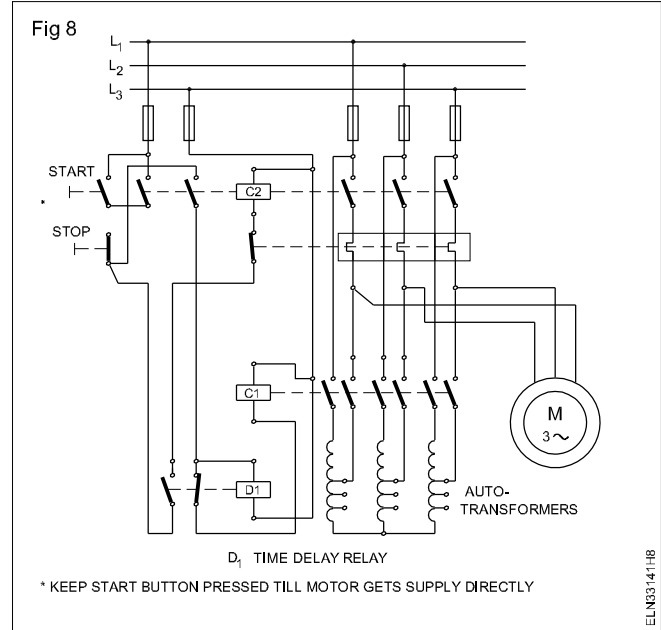 Fig 8
L1
L2
L3
START
*
C2
STOP
C1
M
3~
D1
AUTO-
TRANSFORMERS
D1 TIME DELAY RELAY
* KEEP START BUTTON PRESSED TILL MOTOR GETS SUPPLY DIRECTLY
ELN33141H8